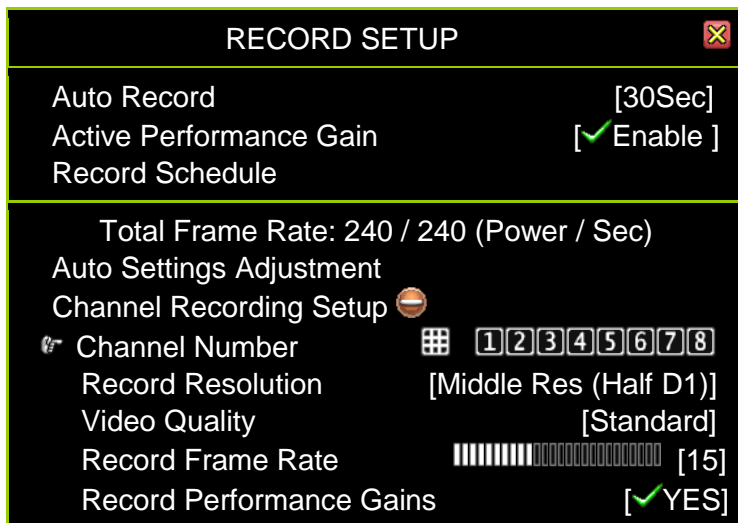 RECORD SETUP
Auto Record [30Sec]
Active Performance Gain [✓Enable ]
Record Schedule
Total Frame Rate: 240 / 240 (Power / Sec)
Auto Settings Adjustment
Channel Recording Setup
Channel Number 1 2 3 4 5 6 7 8
Record Resolution [Middle Res (Half D1)]
Video Quality [Standard]
Record Frame Rate [15]
Record Performance Gains [✓YES]